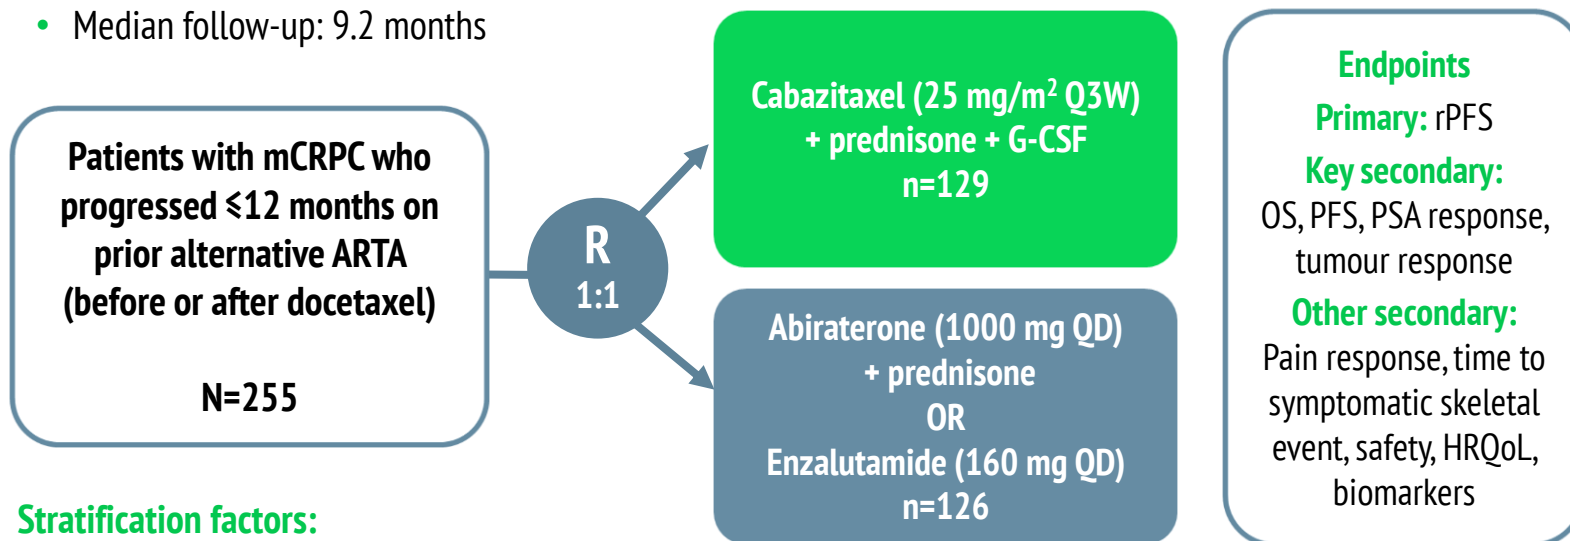 • Median follow-up: 9.2 months
Patients with mCRPC who
progressed ≤12 months on
prior alternative ARTA
(before or after docetaxel)
N=255
R
1:1
Cabazitaxel (25 mg/m² Q3W)
+ prednisone + G-CSF
n=129
Abiraterone (1000 mg QD)
+ prednisone
OR
Enzalutamide (160 mg QD)
n=126
Endpoints
Primary: rPFS
Key secondary:
OS, PFS, PSA response,
tumour response
Other secondary:
Pain response, time to
symptomatic skeletal
event, safety, HRQoL,
biomarkers
Stratification factors: